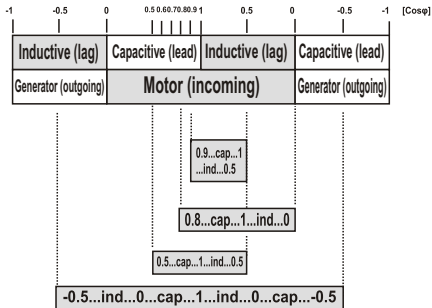 -1 -0.5 0 0.5 0.6 0.7 0.8 0.9 1 0.5 0 -0.5 -1 [Cosφ]
Inductive (lag) Capacitive (lead) Inductive (lag) Capacitive (lead)
Generator (outgoing) Motor (incoming) Generator (outgoing)
0.9...cap...1
...ind...0.5
0.8...cap...1...ind...0
0.5...cap...1...ind...0.5
-0.5...ind...0...cap...1...ind...0...cap...-0.5